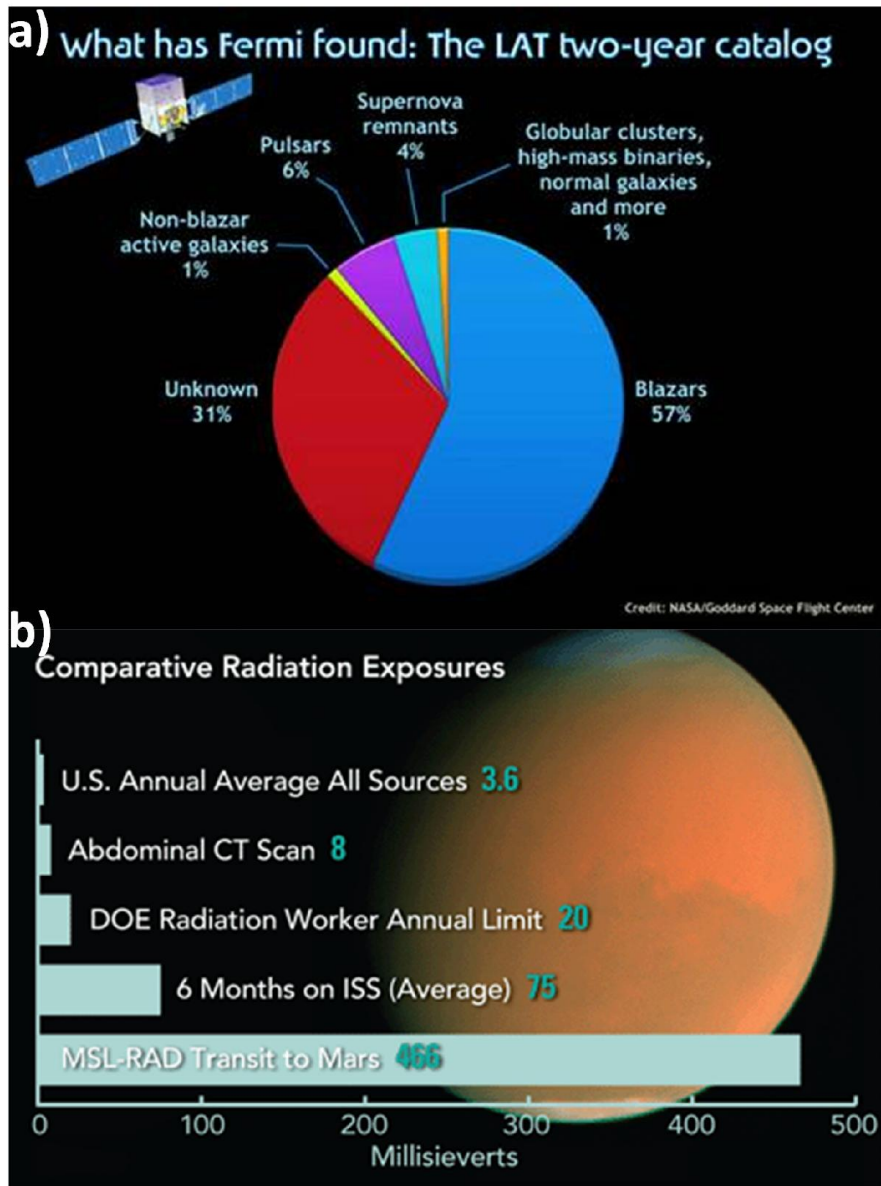 a)
What has Fermi found: The LAT two-year catalog
Supernova
remnants
4%
Globular clusters,
high-mass binaries,
normal galaxies
and more
1%
Pulsars
6%
Non-blazar
active galaxies
1%
Unknown
31%
Blazars
57%
Credit: NASA/Goddard Space Flight Center
b)
Comparative Radiation Exposures
U.S. Annual Average All Sources 3.6
Abdominal CT Scan 8
DOE Radiation Worker Annual Limit 20
6 Months on ISS (Average) 75
MSL-RAD Transit to Mars 466
0 100 200 300 400 500
Millisieverts